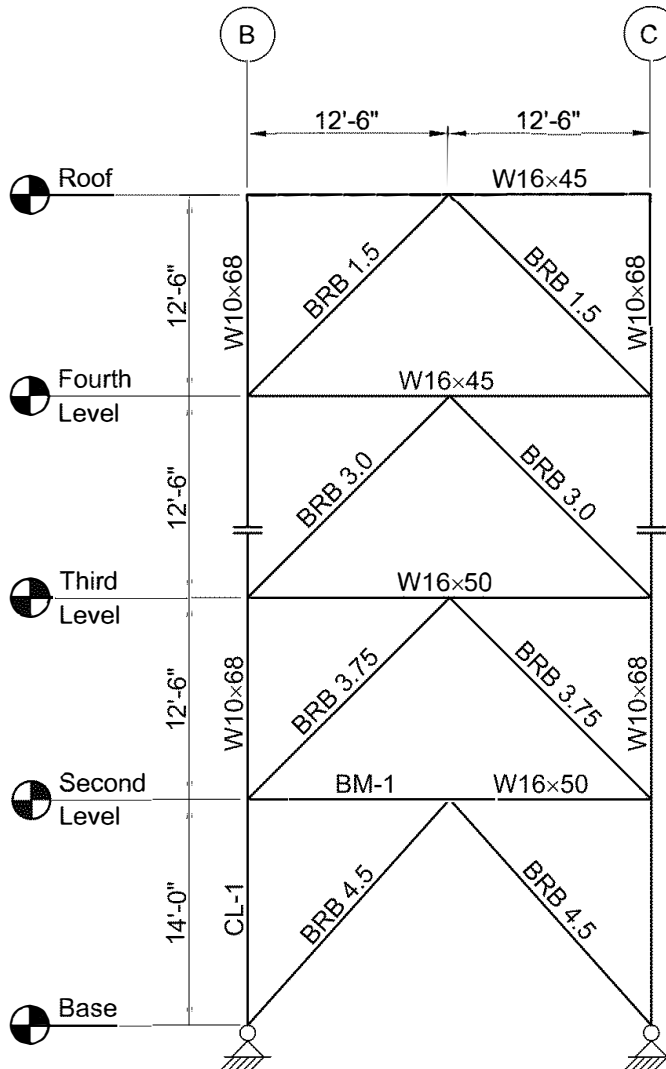 B
C
12'-6"
12'-6"
Roof
W16×45
12'-6"
W10×68
BRB 1.5
BRB 1.5
W10×68
Fourth
Level
W16×45
12'-6"
BRB 3.0
BRB 3.0
Third
Level
W16×50
12'-6"
W10×68
BRB 3.75
BRB 3.75
W10×68
Second
Level
BM-1
W16×50
14'-0"
CL-1
BRB 4.5
BRB 4.5
Base